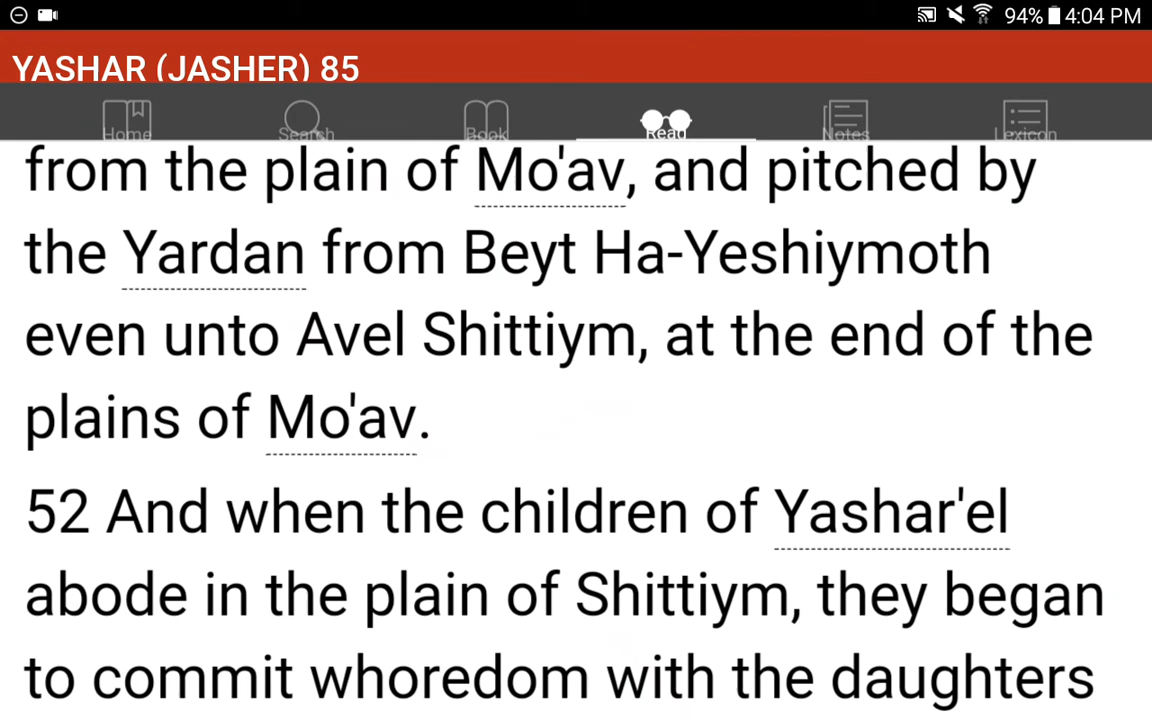 94% 4:04 PM
YASHAR (JASHER) 85
Home Search Book Read Notes Lexicon
from the plain of Mo'av, and pitched by
the Yardan from Beyt Ha-Yeshiymoth
even unto Avel Shittiym, at the end of the
plains of Mo'av.
52 And when the children of Yashar'el
abode in the plain of Shittiym, they began
to commit whoredom with the daughters